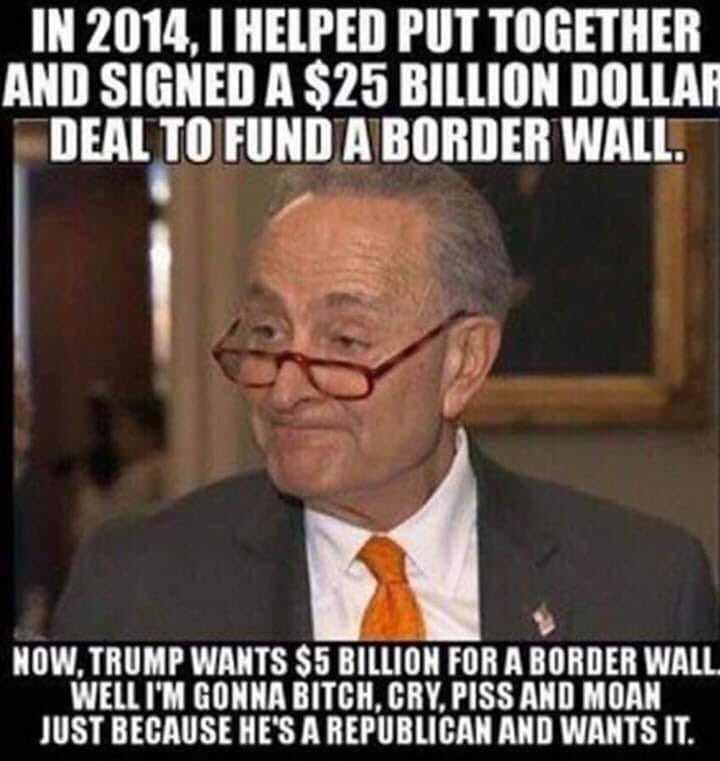 IN 2014, I HELPED PUT TOGETHER
AND SIGNED A $25 BILLION DOLLAR
DEAL TO FUND A BORDER WALL.
NOW, TRUMP WANTS $5 BILLION FOR A BORDER WALL.
WELL I'M GONNA BITCH, CRY, PISS AND MOAN
JUST BECAUSE HE'S A REPUBLICAN AND WANTS IT.